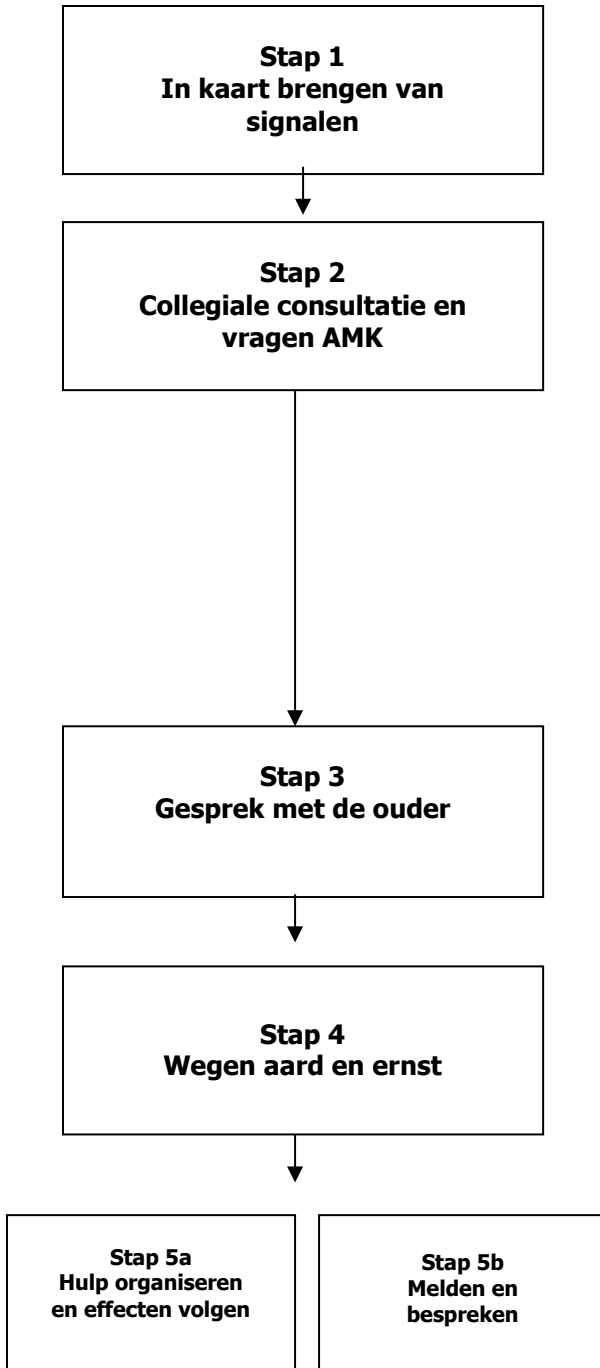 Stap 1
In kaart brengen van
signalen
Stap 2
Collegiale consultatie en
vragen AMK
Stap 3
Gesprek met de ouder
Stap 4
Wegen aard en ernst
Stap 5a
Hulp organiseren
en effecten volgen
Stap 5b
Melden en
bespreken